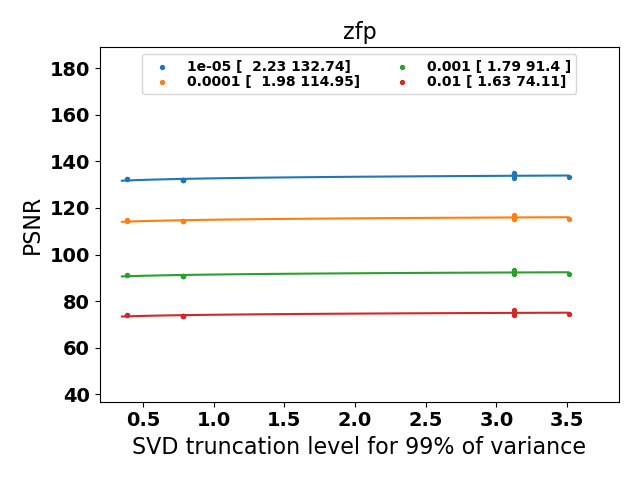 zfp
1e-05 [  2.23 132.74]
0.0001 [  1.98 114.95]
0.001 [ 1.79 91.4 ]
0.01 [ 1.63 74.11]
PSNR
180
160
140
120
100
80
60
40
0.5 1.0 1.5 2.0 2.5 3.0 3.5
SVD truncation level for 99% of variance